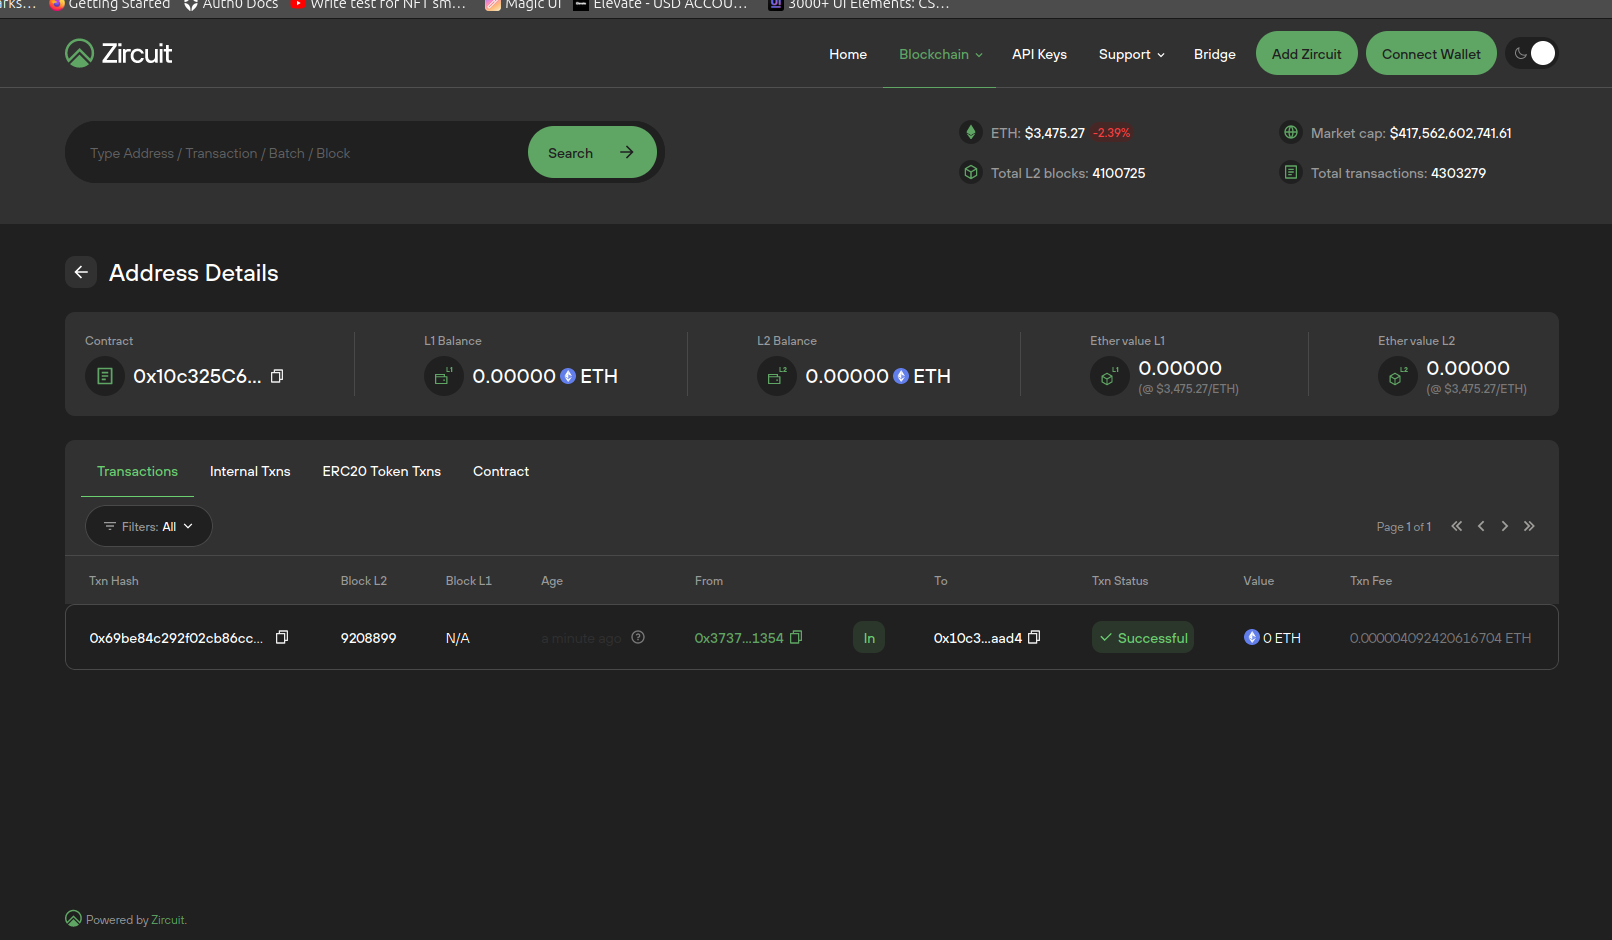 Getting Started Auth0 Docs Write test for NFT sm... Magic UI Elevate - USD ACCOU... 3000+ UI Elements: CS...
Zircuit Home Blockchain API Keys Support Bridge Add Zircuit Connect Wallet
Type Address / Transaction / Batch / Block Search
ETH: $3,475.27 -2.39% Market cap: $417,562,602,741.61
Total L2 blocks: 4100725 Total transactions: 4303279
Address Details
Contract L1 Balance L2 Balance Ether value L1 Ether value L2
0x10c325C6... L1 0.00000 ETH L2 0.00000 ETH L1 0.00000 L2 0.00000
(@ $3,475.27/ETH) (@ $3,475.27/ETH)
Transactions Internal Txns ERC20 Token Txns Contract
Filters: All Page 1 of 1
Txn Hash Block L2 Block L1 Age From To Txn Status Value Txn Fee
0x69be84c292f02cb86cc... 9208899 N/A a minute ago 0x3737...1354 In 0x10c3...aad4 Successful 0 ETH 0.000004092420616704 ETH
Powered by Zircuit.